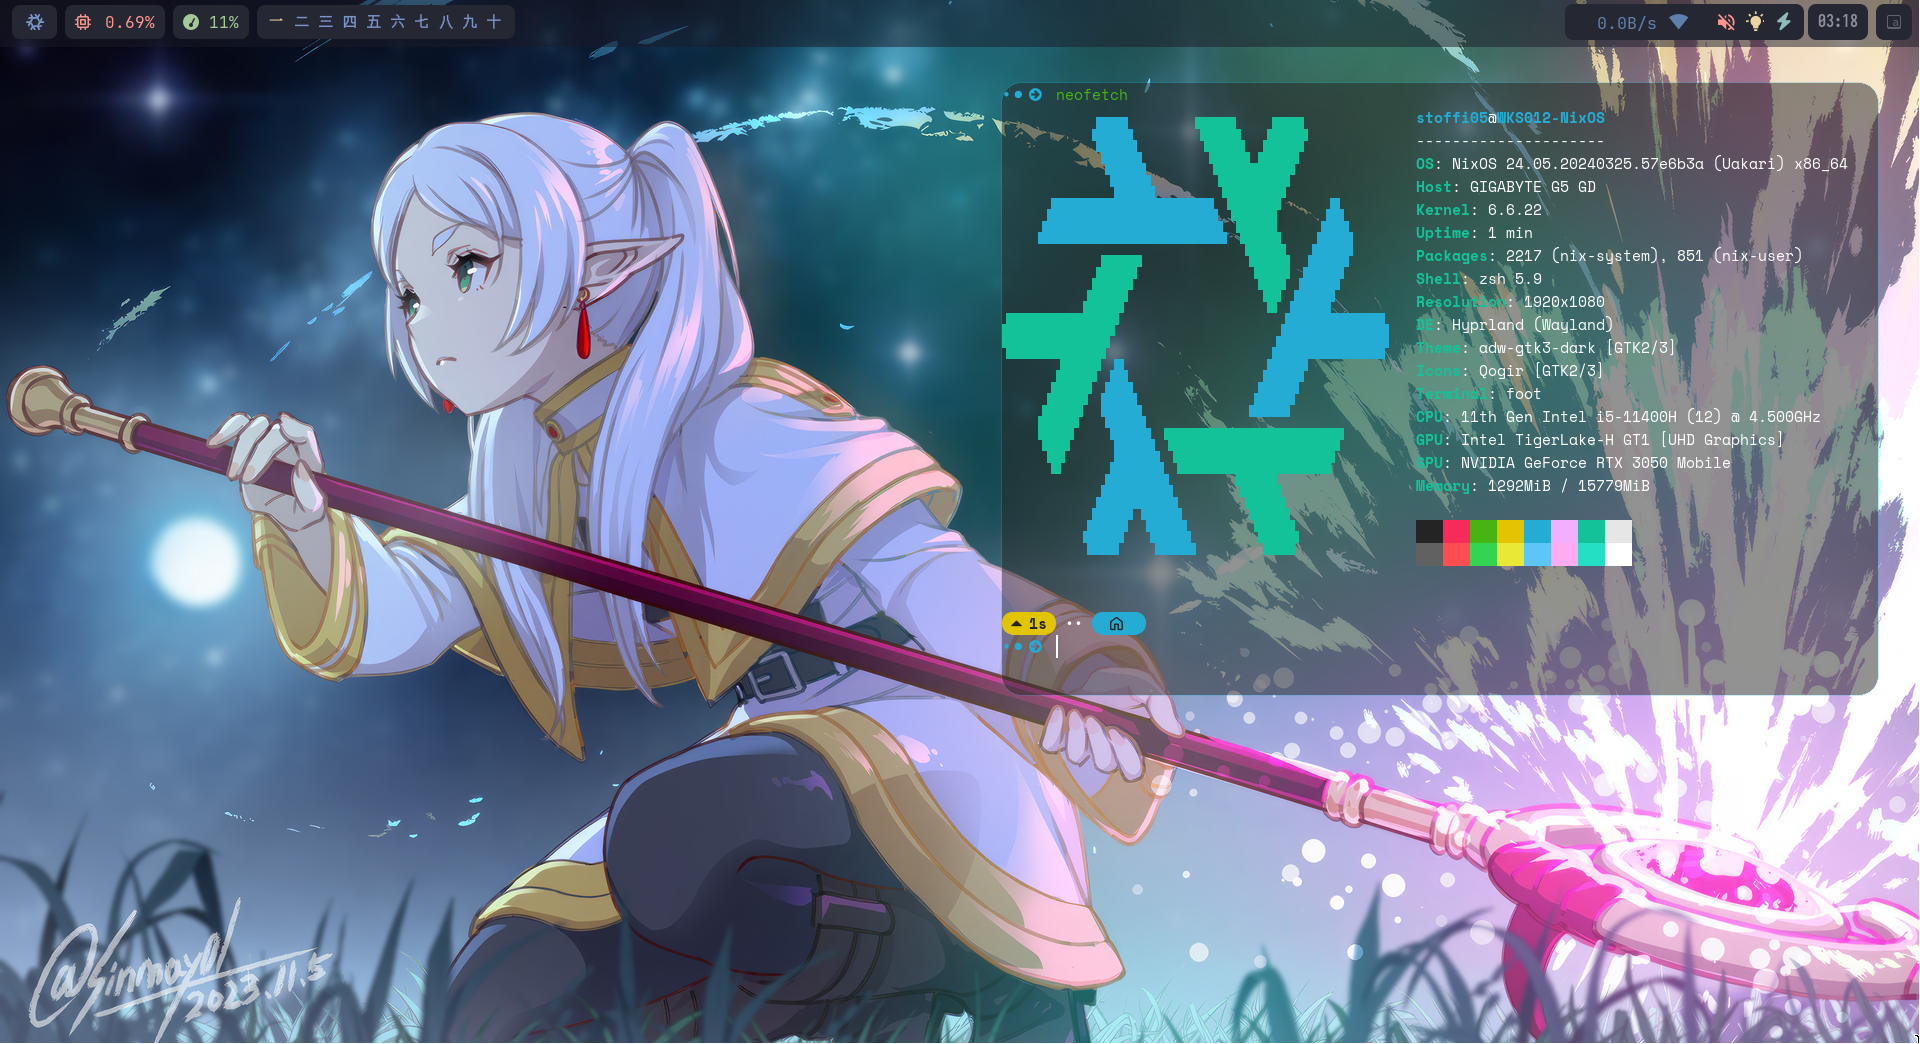 0.69%
11%
一 二 三 四 五 六 七 八 九 十
0.0B/s
03:18
neofetch
stoffi05@WKS012-NixOS
---------------------
OS: NixOS 24.05.20240325.57e6b3a (Uakari) x86_64
Host: GIGABYTE G5 GD
Kernel: 6.6.22
Uptime: 1 min
Packages: 2217 (nix-system), 851 (nix-user)
Shell: zsh 5.9
Resolution: 1920x1080
DE: Hyprland (Wayland)
Theme: adw-gtk3-dark [GTK2/3]
Icons: Qogir [GTK2/3]
Terminal: foot
CPU: 11th Gen Intel i5-11400H (12) @ 4.500GHz
GPU: Intel TigerLake-H GT1 [UHD Graphics]
GPU: NVIDIA GeForce RTX 3050 Mobile
Memory: 1292MiB / 15779MiB
1s
2023.11.5